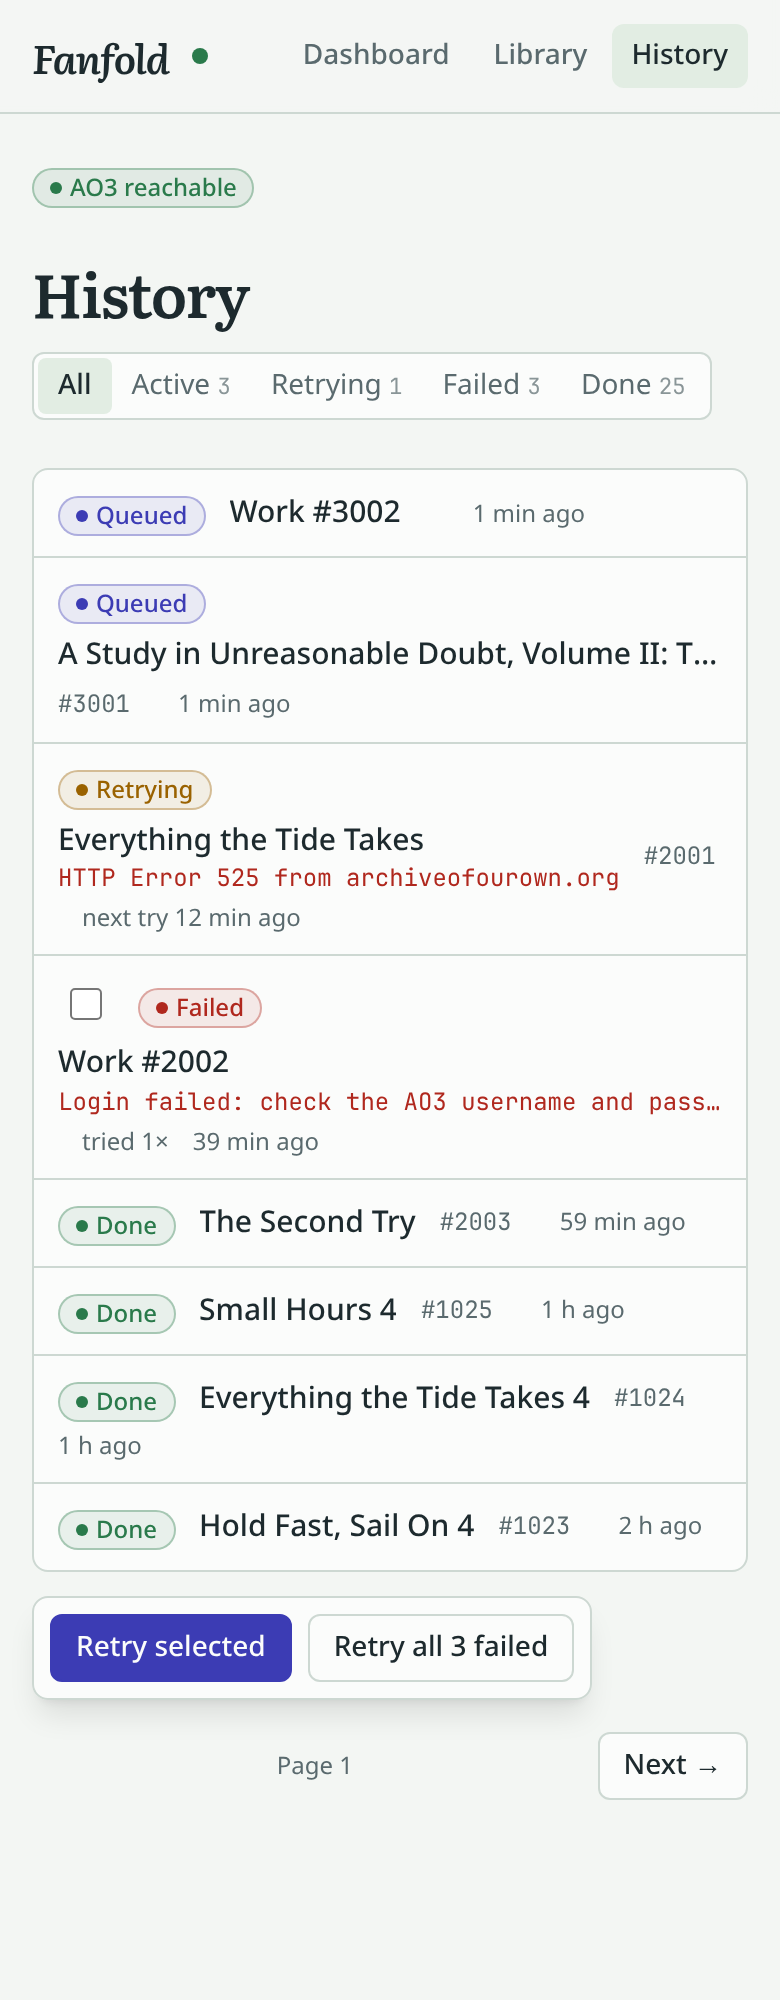 Fanfold Dashboard Library History
AO3 reachable
History
All Active 3 Retrying 1 Failed 3 Done 25
Queued Work #3002 1 min ago
Queued
A Study in Unreasonable Doubt, Volume II: T…
#3001 1 min ago
Retrying
Everything the Tide Takes
#2001
HTTP Error 525 from archiveofourown.org
next try 12 min ago
Failed
Work #2002
Login failed: check the AO3 username and pass…
tried 1× 39 min ago
Done The Second Try #2003 59 min ago
Done Small Hours 4 #1025 1 h ago
Done Everything the Tide Takes 4 #1024
1 h ago
Done Hold Fast, Sail On 4 #1023 2 h ago
Retry selected Retry all 3 failed
Page 1 Next →